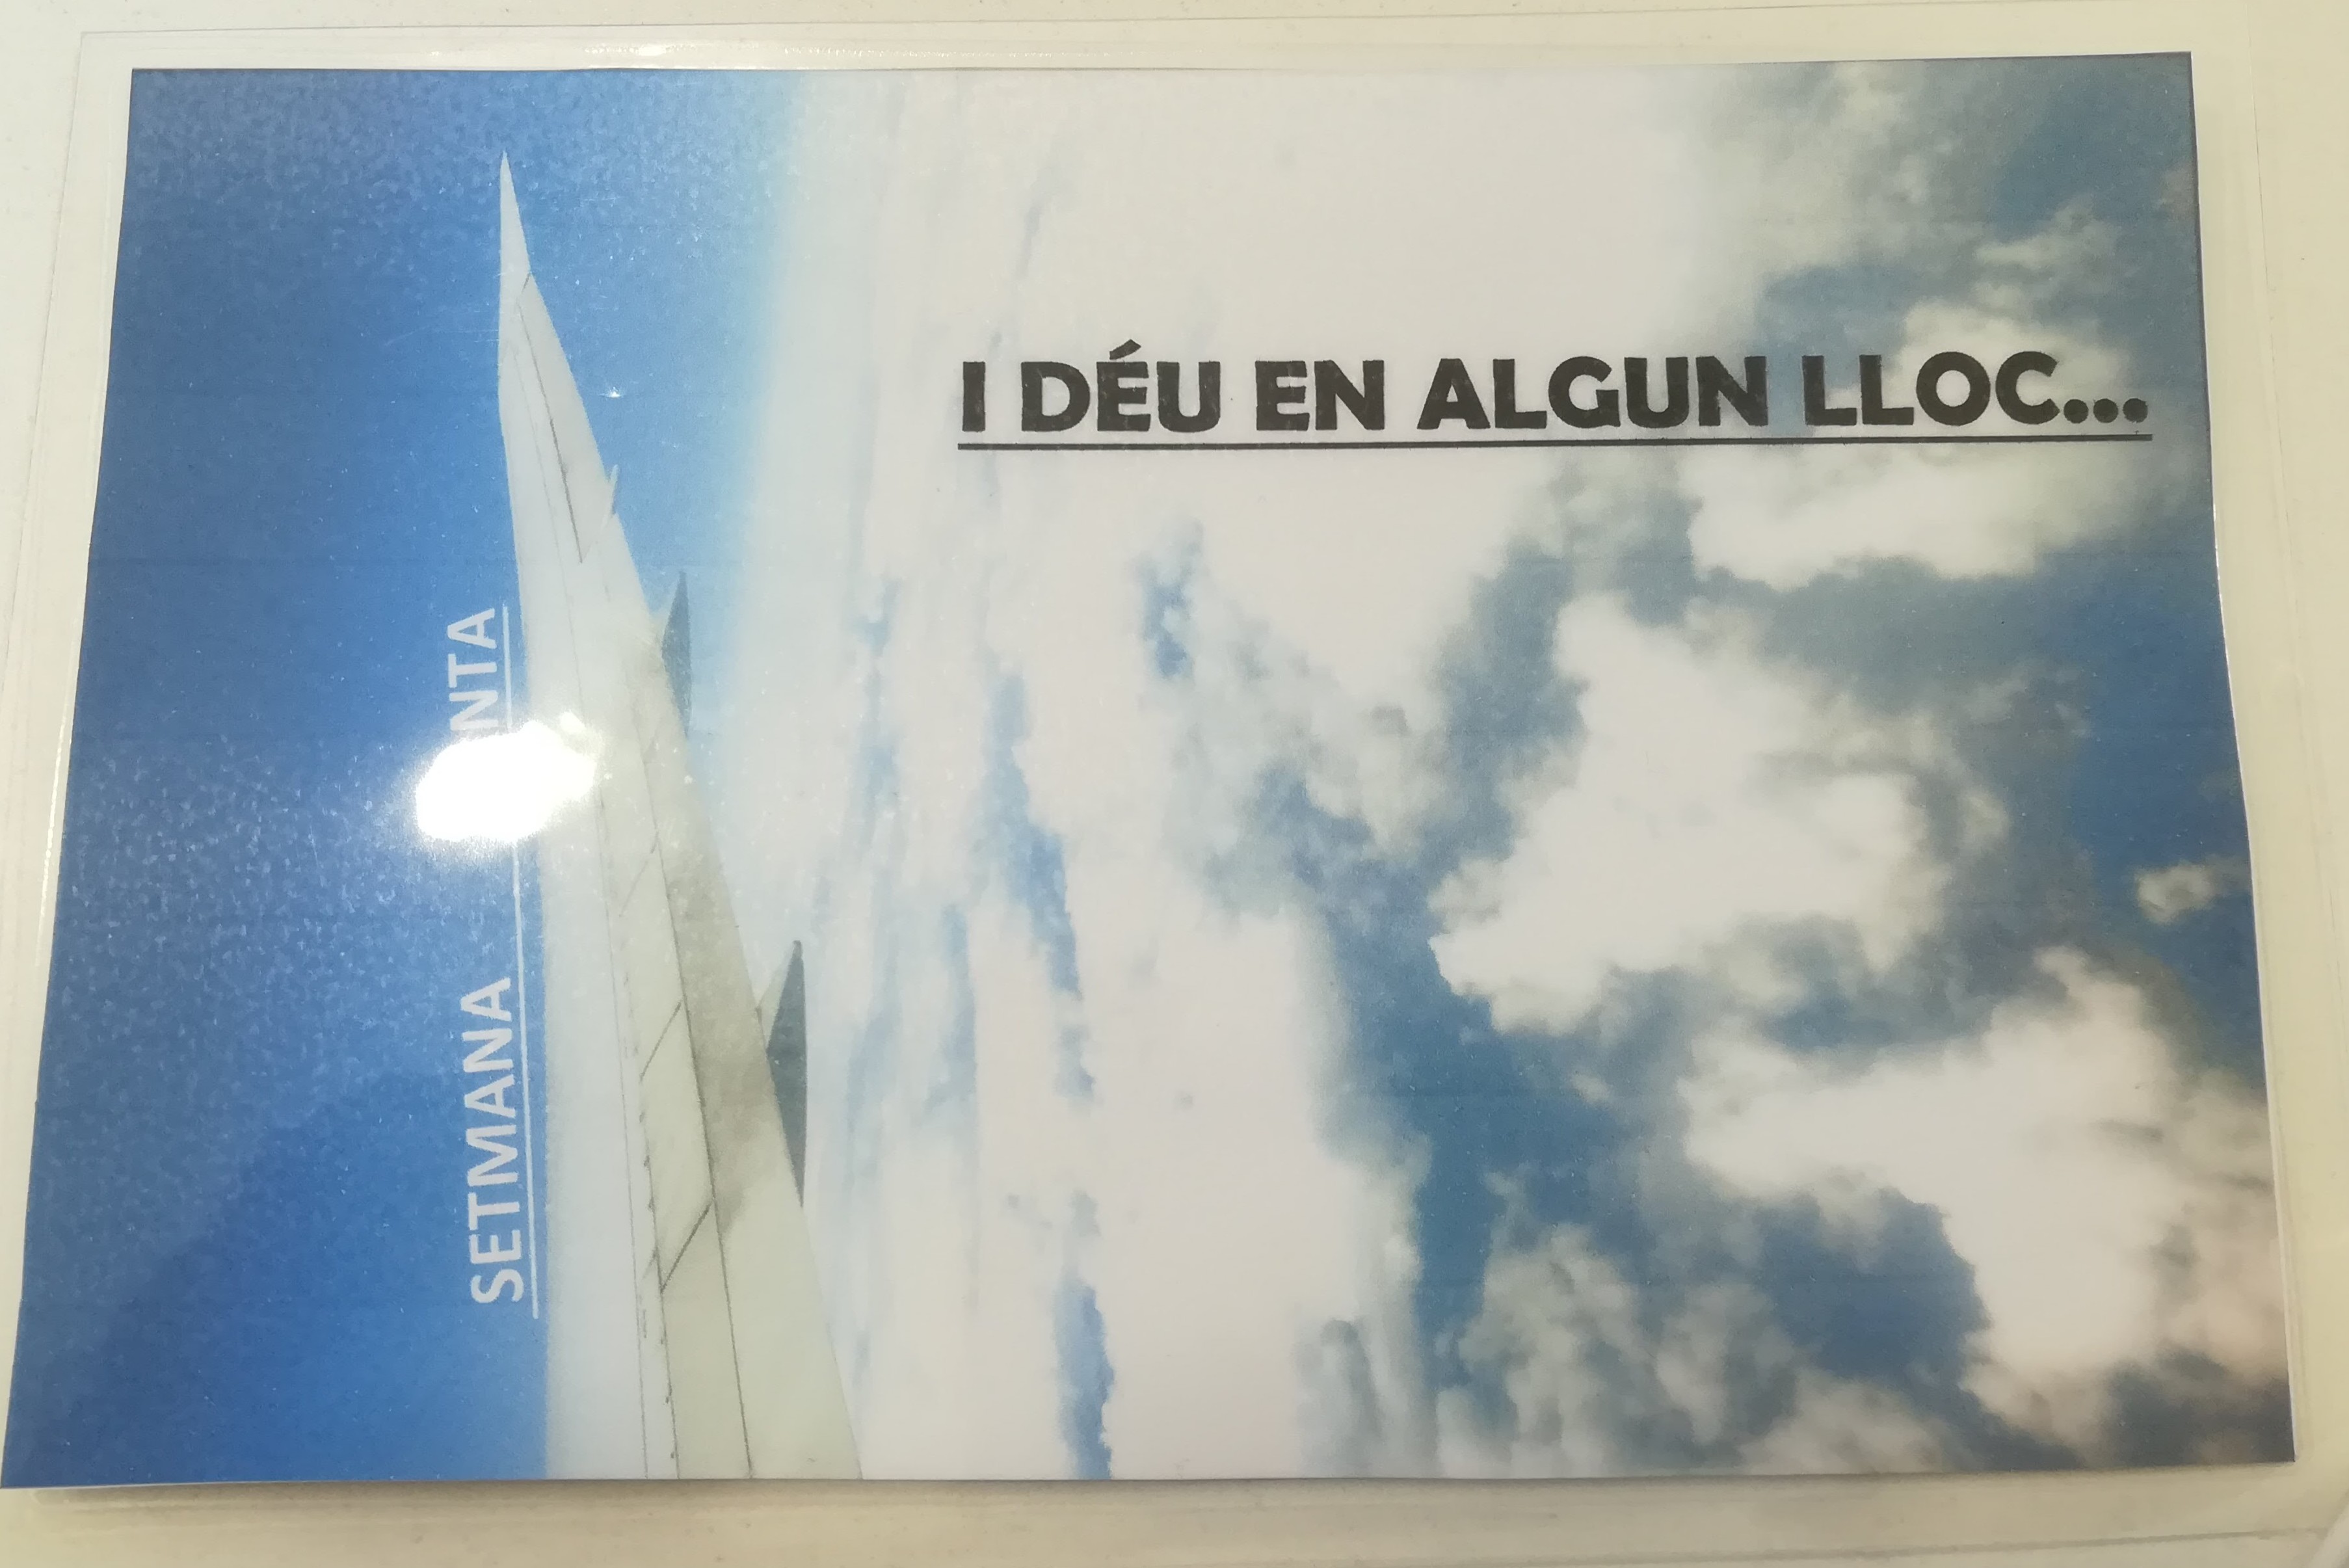 I DÉU EN ALGUN LLOC...
SETMANA